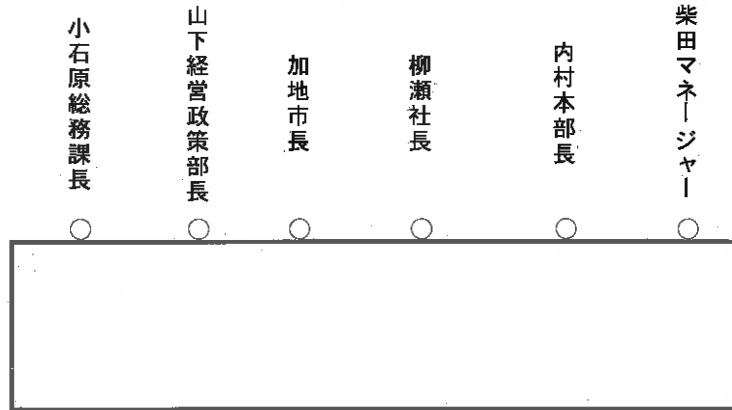 小石原総務課長
山下経営政策部長
加地市長
柳瀬社長
内村本部長
柴田マネージャー